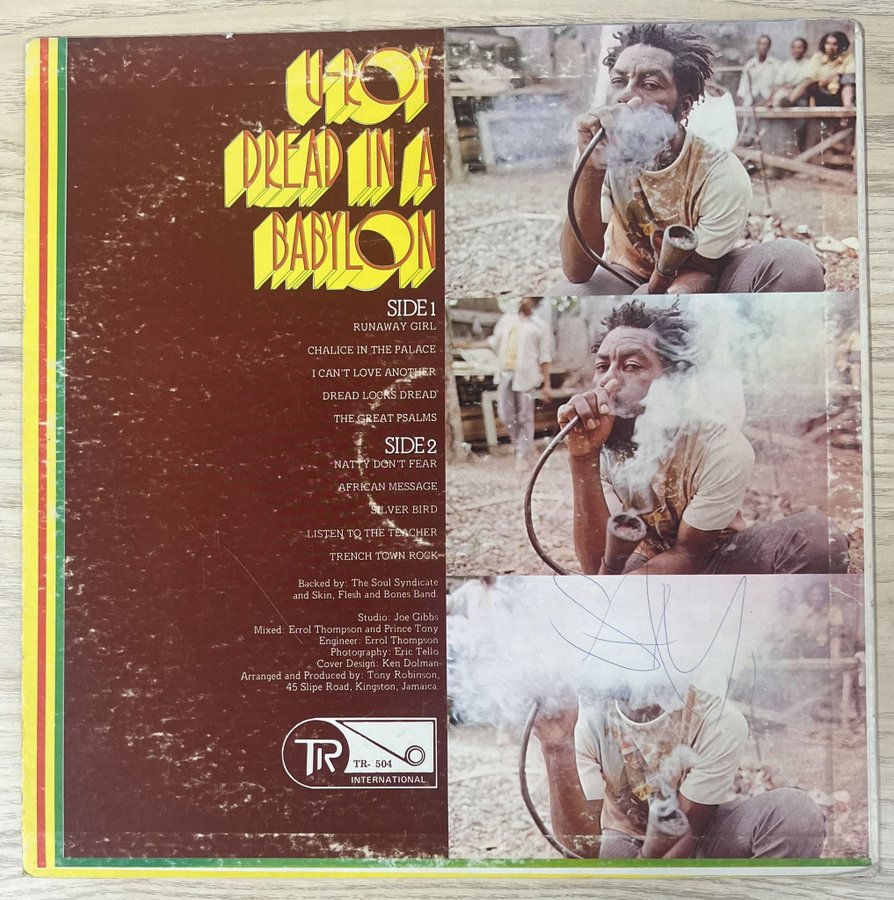 U-ROY
DREAD IN A
BABYLON
SIDE 1
RUNAWAY GIRL
CHALICE IN THE PALACE
I CAN'T LOVE ANOTHER
DREAD LOCKS DREAD
THE GREAT PSALMS
SIDE 2
NATTY DON'T FEAR
AFRICAN MESSAGE
SILVER BIRD
LISTEN TO THE TEACHER
TRENCH TOWN ROCK
Backed by: The Soul Syndicate
and Skin, Flesh and Bones Band.
Studio: Joe Gibbs
Mixed: Errol Thompson and Prince Tony
Engineer: Errol Thompson
Photography: Eric Tello
Cover Design: Ken Dolman
Arranged and Produced by: Tony Robinson,
45 Slipe Road, Kingston, Jamaica.
TR
TR- 504
INTERNATIONAL